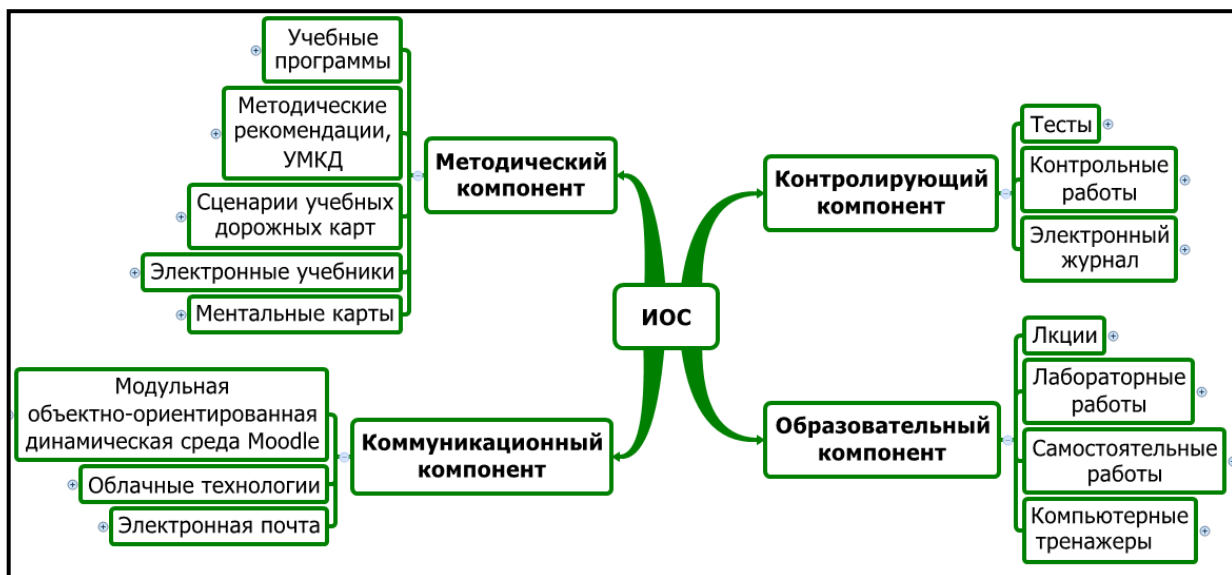 Учебные
программы
Методические
рекомендации,
УМКД
Сценарии учебных
дорожных карт
Электронные учебники
Ментальные карты
Методический
компонент
Модульная
объектно-ориентированная
динамическая среда Moodle
Облачные технологии
Электронная почта
Коммуникационный
компонент
ИОС
Контролирующий
компонент
Тесты
Контрольные
работы
Электронный
журнал
Образовательный
компонент
Лкции
Лабораторные
работы
Самостоятельные
работы
Компьютерные
тренажеры